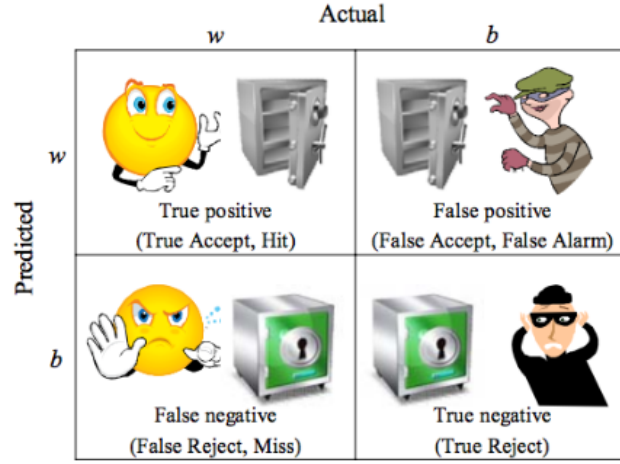 Actual
w b
Predicted
w
True positive
(True Accept, Hit)
False positive
(False Accept, False Alarm)
b
False negative
(False Reject, Miss)
True negative
(True Reject)